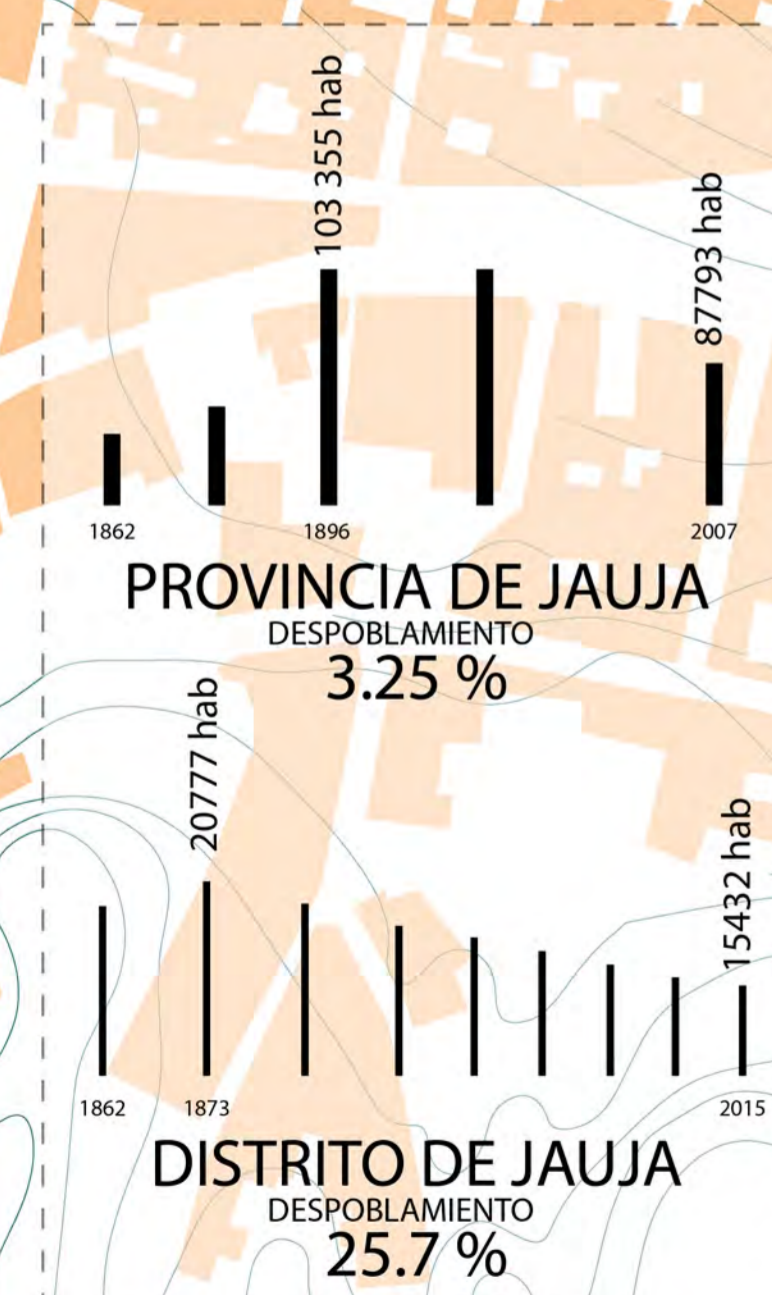 103 355 hab
87793 hab
1862
1896
2007
PROVINCIA DE JAUJA
DESPOBLAMIENTO
3.25 %
20777 hab
15432 hab
1862
1873
2015
DISTRITO DE JAUJA
DESPOBLAMIENTO
25.7 %